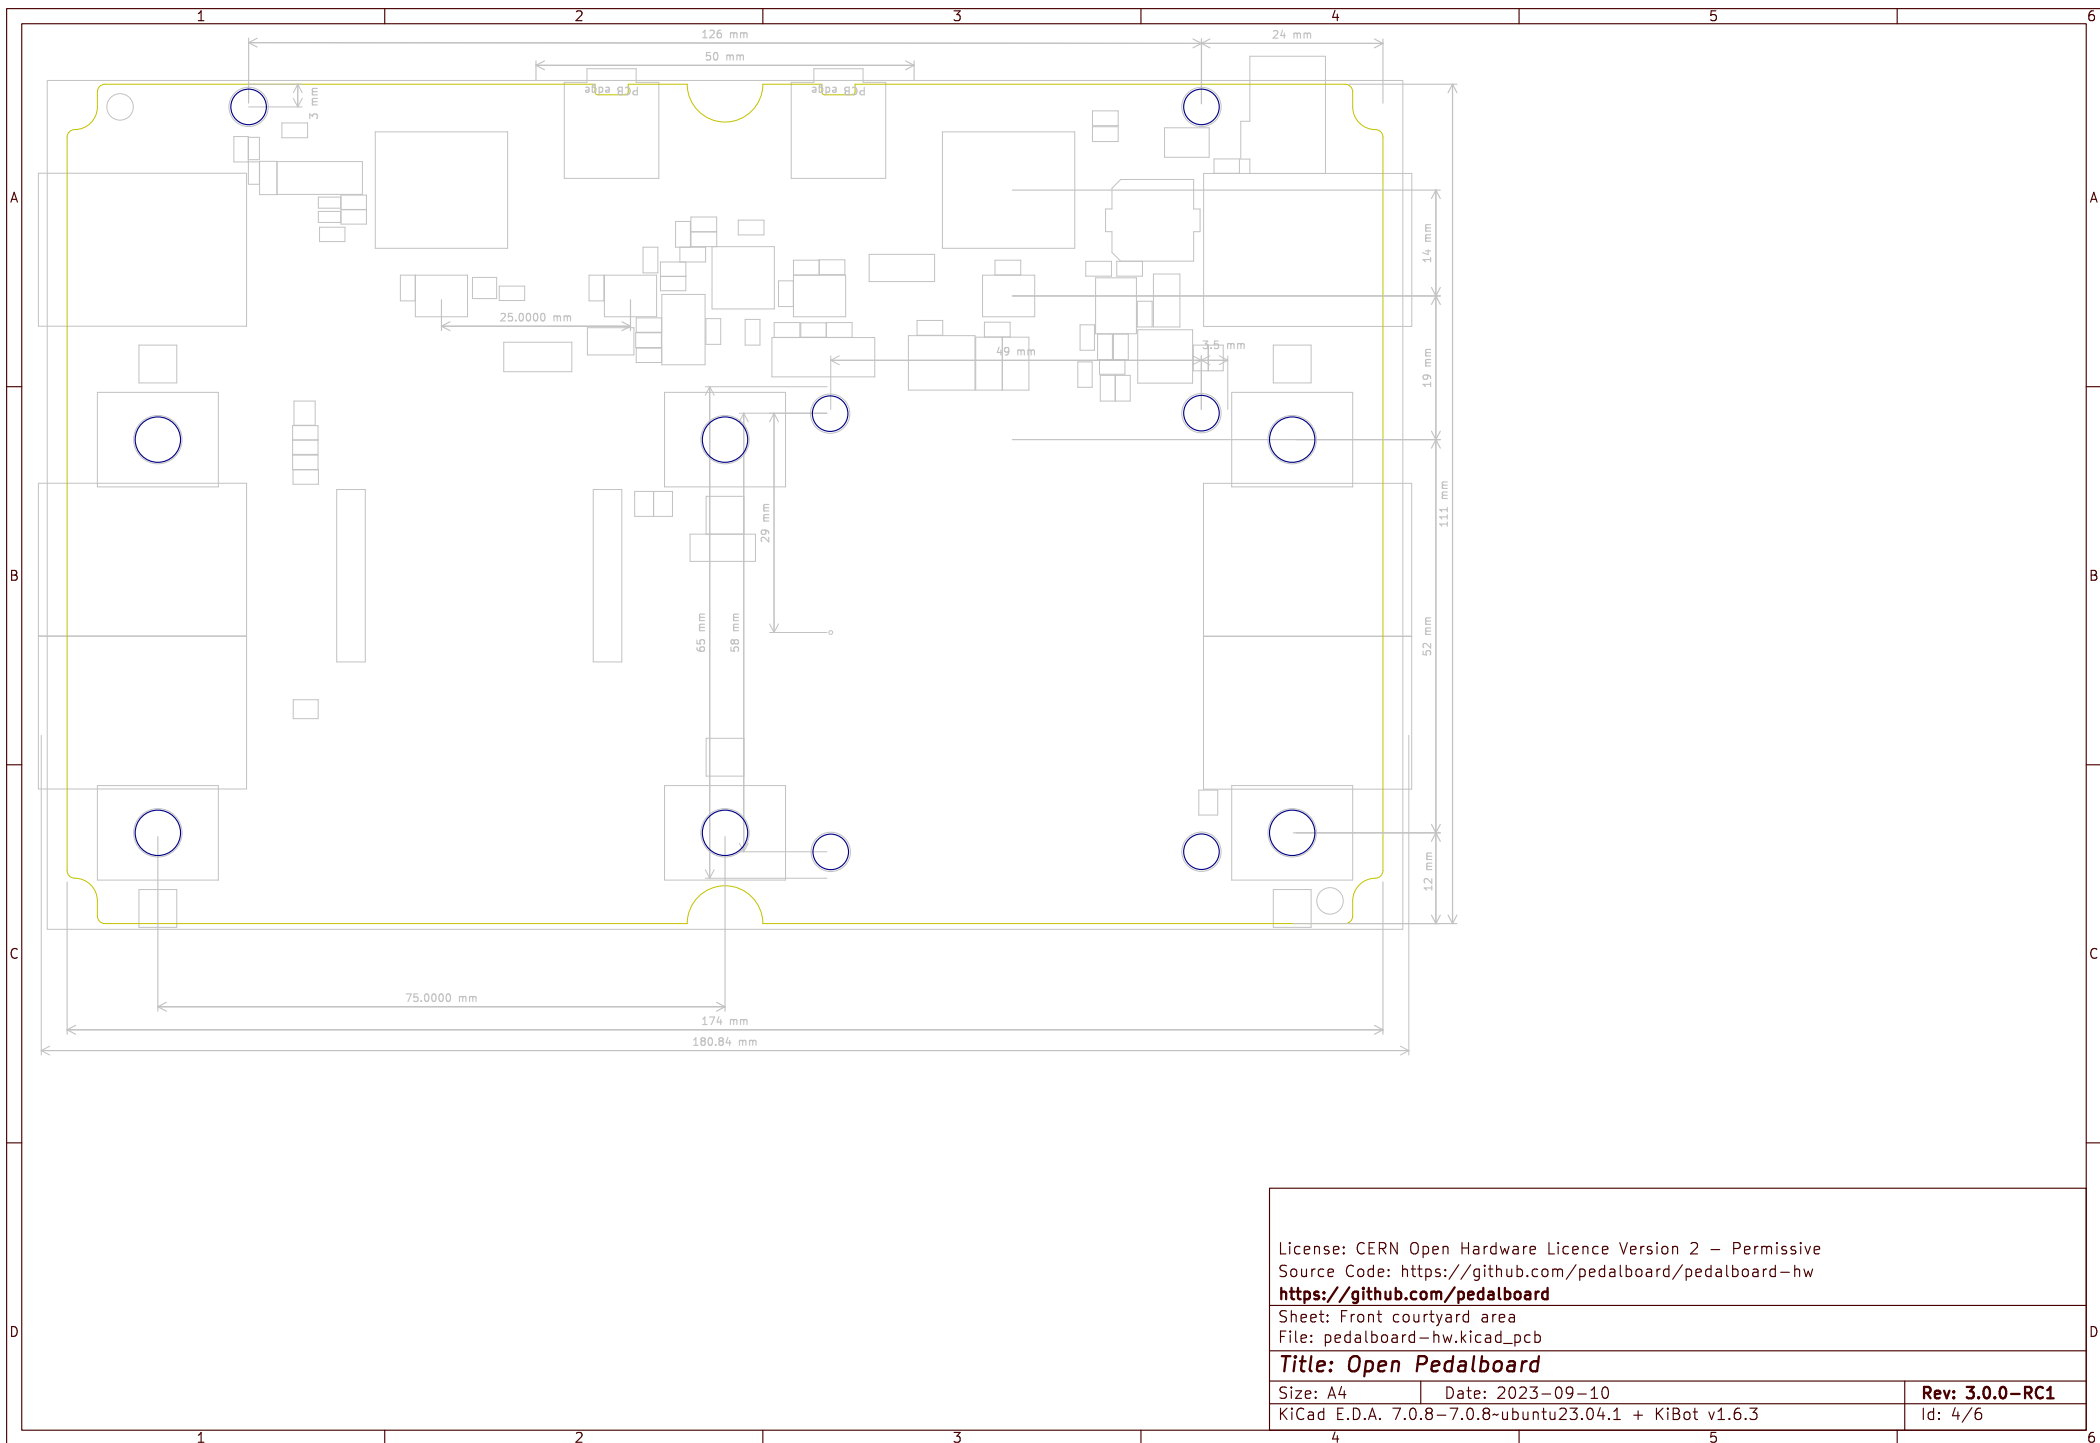 1 2 3 4 5 6
126 mm
24 mm
50 mm
3 mm
PCB edge
PCB edge
A
A
14 mm
25.0000 mm
49 mm
3.5 mm
19 mm
B
B
29 mm
111 mm
65 mm
58 mm
52 mm
12 mm
C
C
75.0000 mm
174 mm
180.84 mm
License: CERN Open Hardware Licence Version 2 - Permissive
Source Code: https://github.com/pedalboard/pedalboard-hw
https://github.com/pedalboard
Sheet: Front courtyard area
File: pedalboard-hw.kicad_pcb
D
D
Title: Open Pedalboard
Size: A4 Date: 2023-09-10 Rev: 3.0.0-RC1
KiCad E.D.A. 7.0.8-7.0.8~ubuntu23.04.1 + KiBot v1.6.3 Id: 4/6
1 2 3 4 5 6